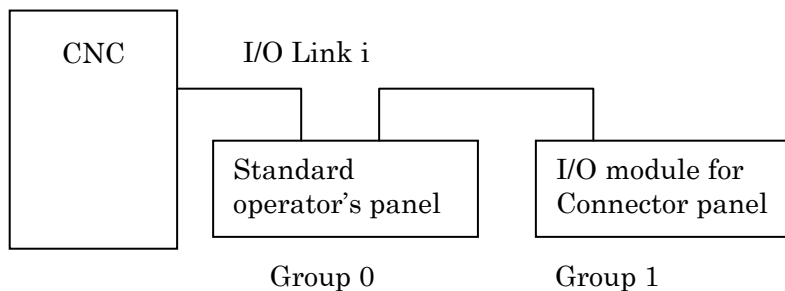 CNC
I/O Link i
Standard
operator's panel
I/O module for
Connector panel
Group 0
Group 1